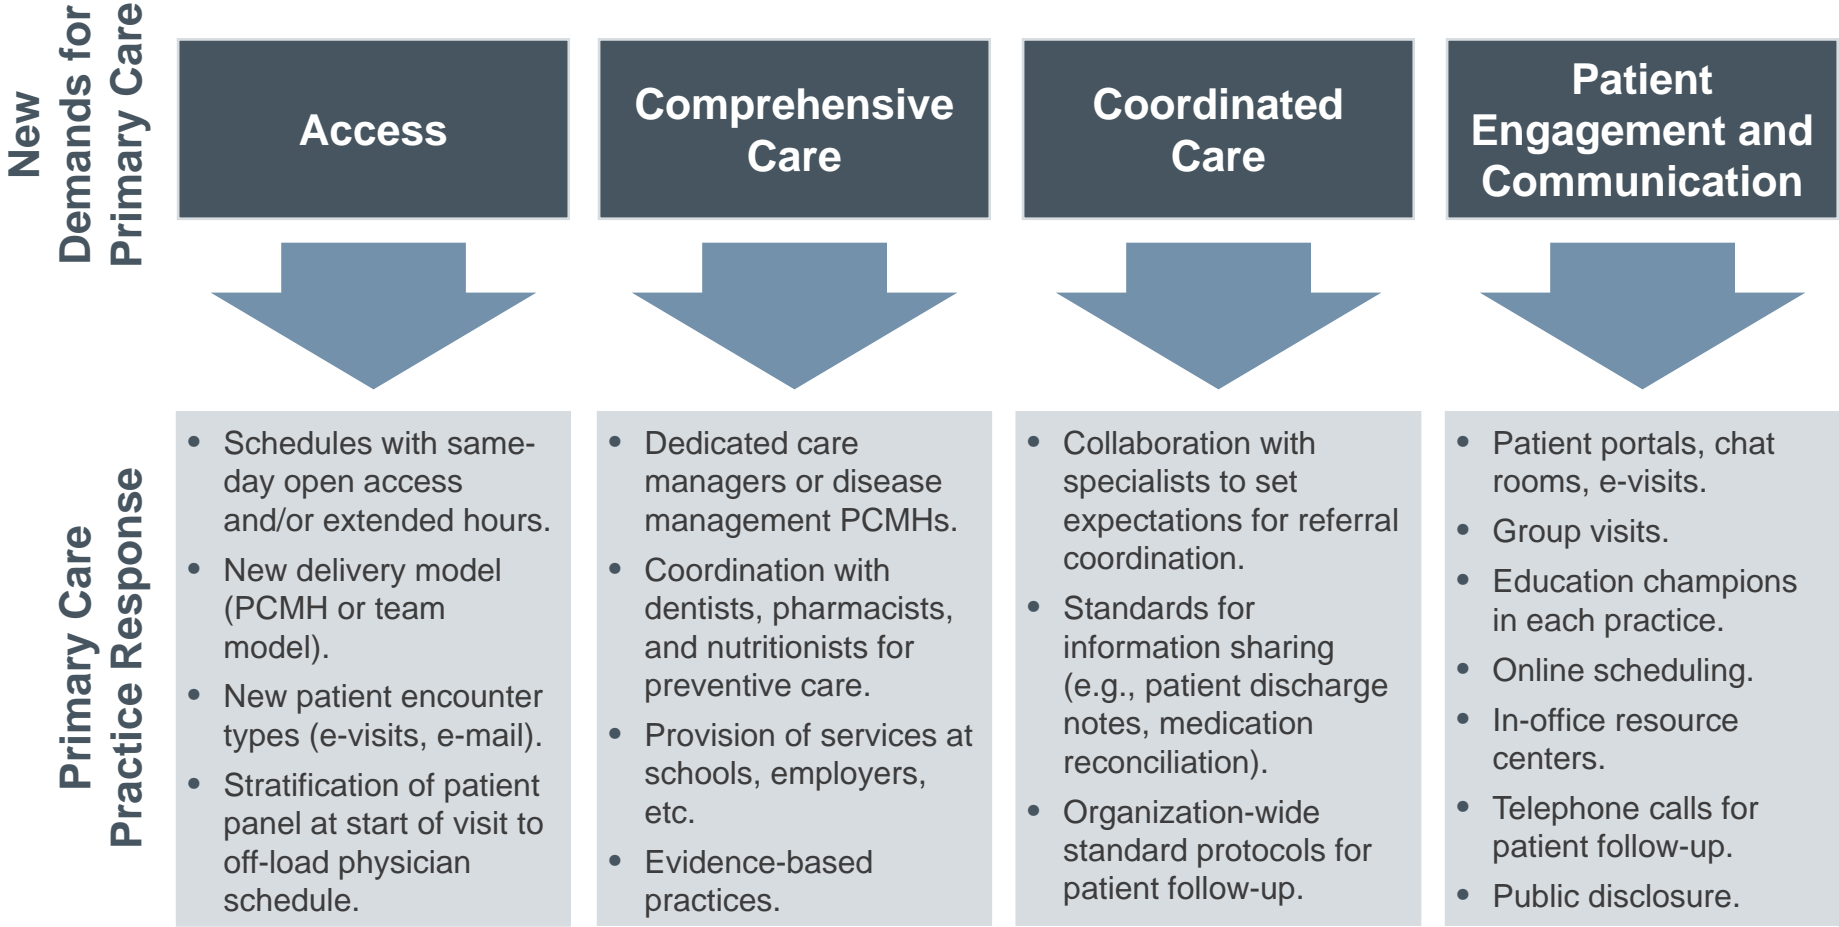 New
Demands for
Primary Care
Access
Comprehensive
Care
Coordinated
Care
Patient
Engagement and
Communication
Primary Care
Practice Response
• Schedules with same-
day open access
and/or extended hours.
• New delivery model
(PCMH or team
model).
• New patient encounter
types (e-visits, e-mail).
• Stratification of patient
panel at start of visit to
off-load physician
schedule.
• Dedicated care
managers or disease
management PCMHs.
• Coordination with
dentists, pharmacists,
and nutritionists for
preventive care.
• Provision of services at
schools, employers,
etc.
• Evidence-based
practices.
• Collaboration with
specialists to set
expectations for referral
coordination.
• Standards for
information sharing
(e.g., patient discharge
notes, medication
reconciliation).
• Organization-wide
standard protocols for
patient follow-up.
• Patient portals, chat
rooms, e-visits.
• Group visits.
• Education champions
in each practice.
• Online scheduling.
• In-office resource
centers.
• Telephone calls for
patient follow-up.
• Public disclosure.